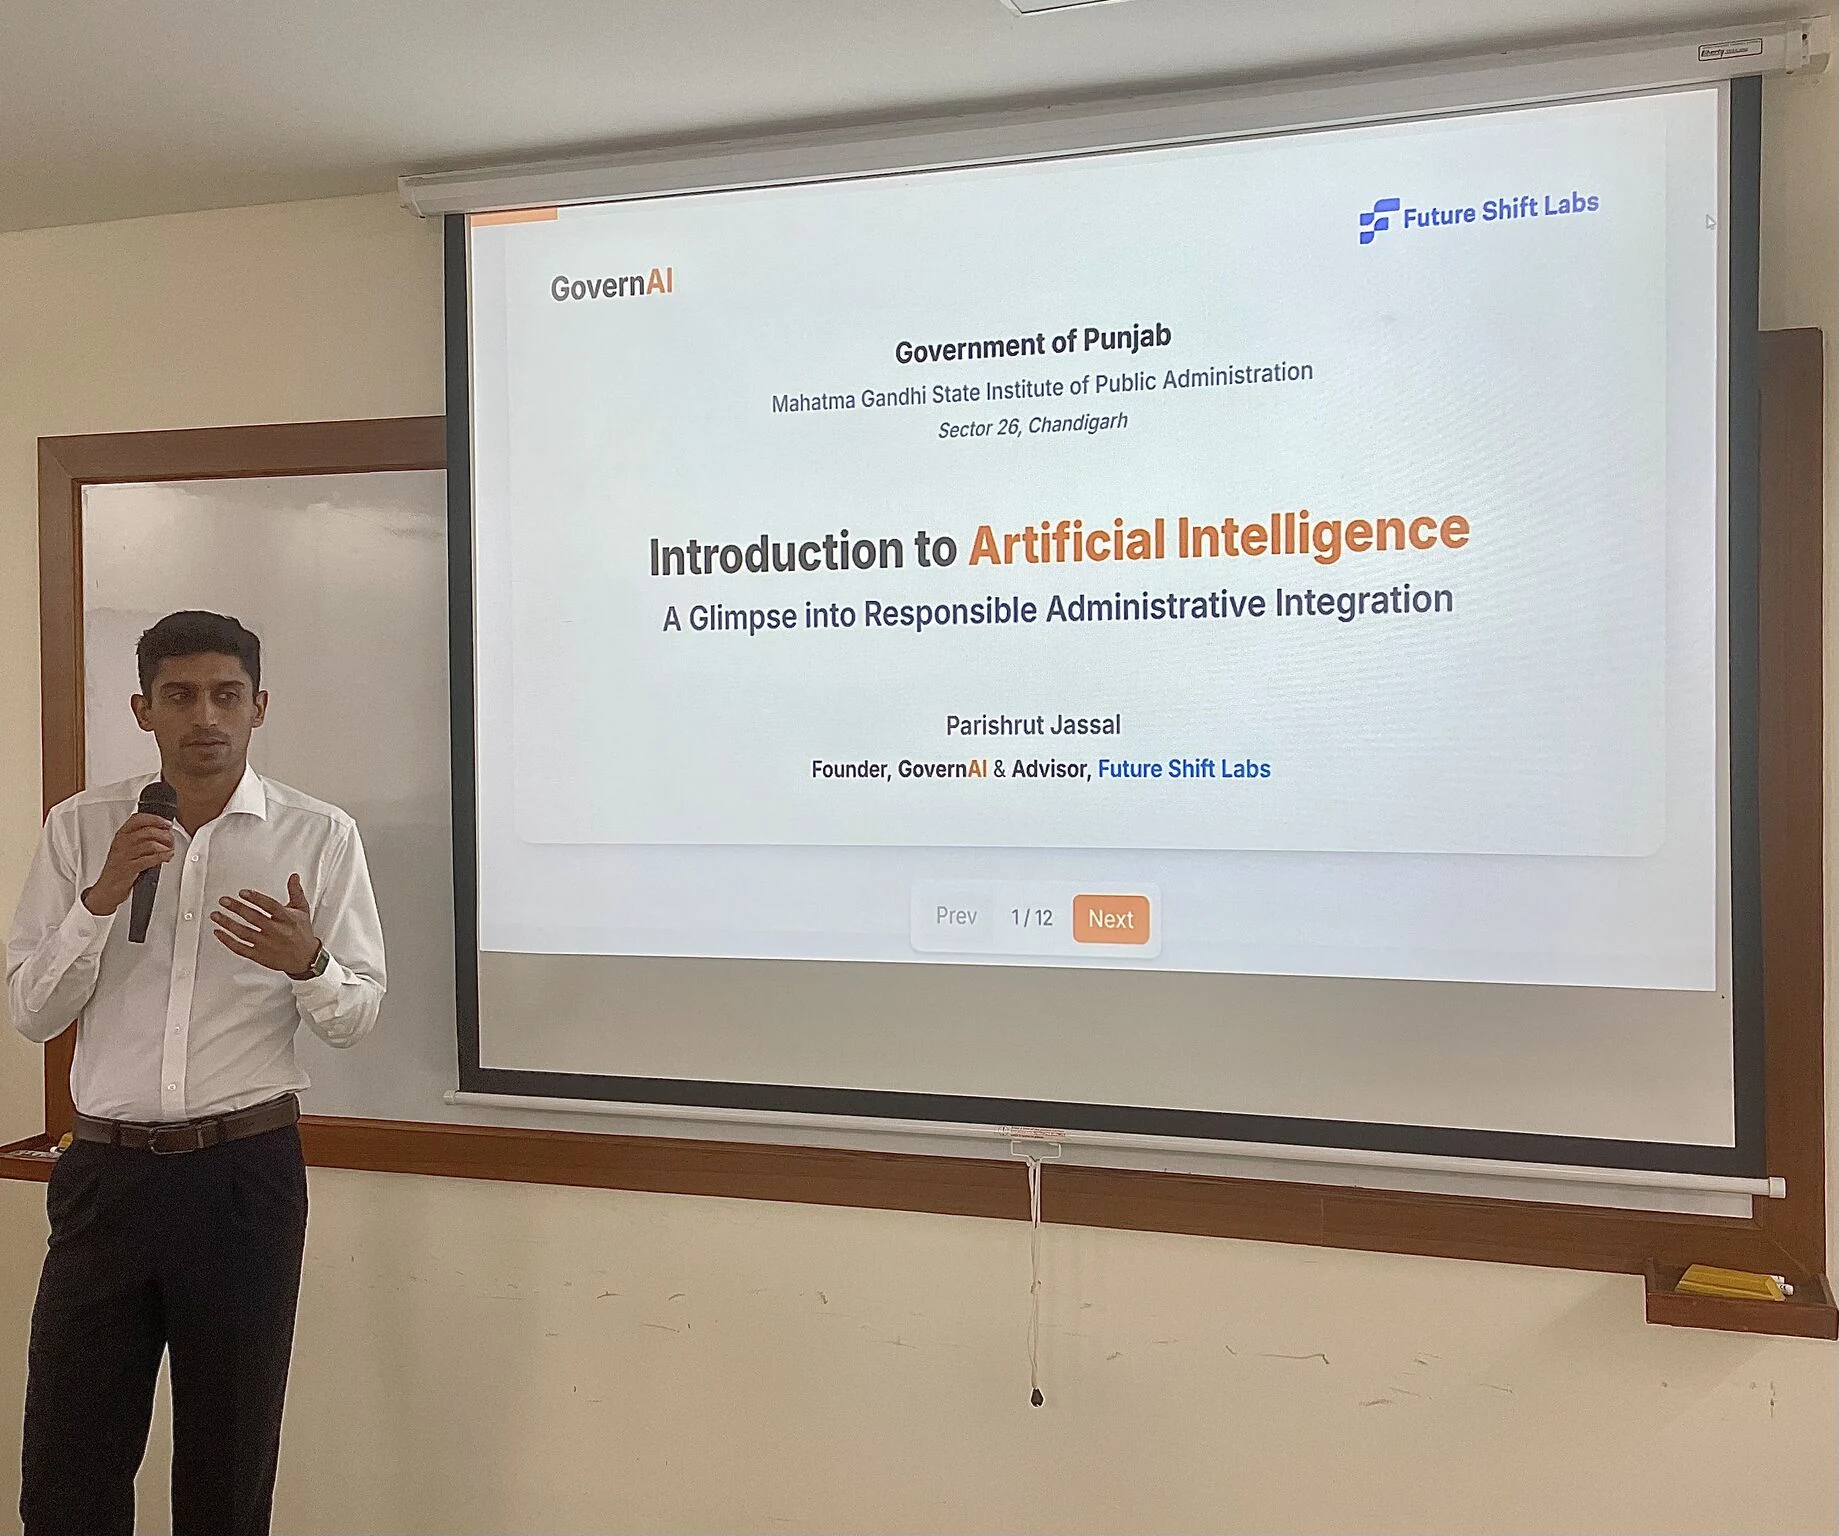 Future Shift Labs
GovernAI
Government of Punjab
Mahatma Gandhi State Institute of Public Administration
Sector 26, Chandigarh
Introduction to Artificial Intelligence
A Glimpse into Responsible Administrative Integration
Parishrut Jassal
Founder, GovernAI & Advisor, Future Shift Labs
Prev 1 / 12 Next